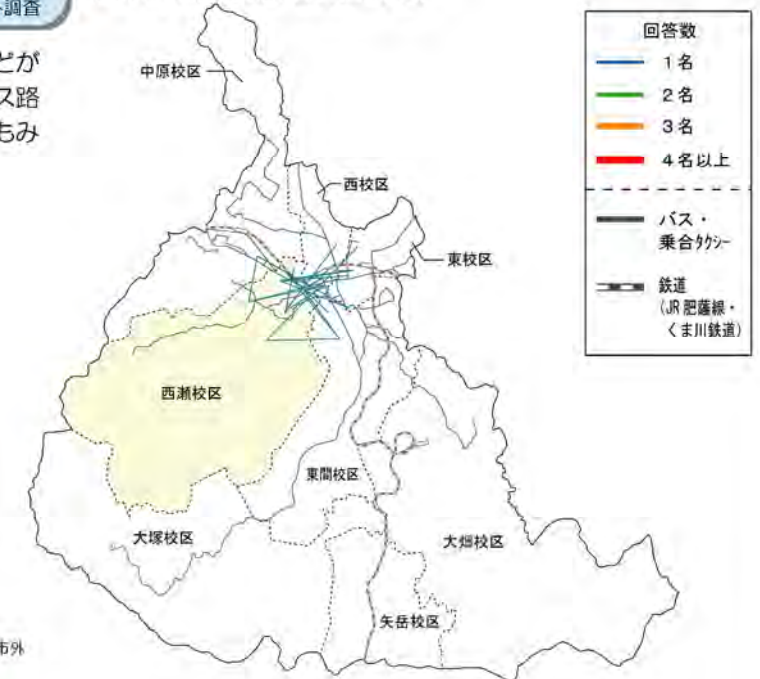 調査
どが
ス路
もみ
中原校区
西校区
東校区
西瀬校区
東間校区
大塚校区
大畑校区
矢岳校区
市外
回答数
1名
2名
3名
4名以上
バス・
乗合タクシー
鉄道
(JR肥薩線・
くま川鉄道)